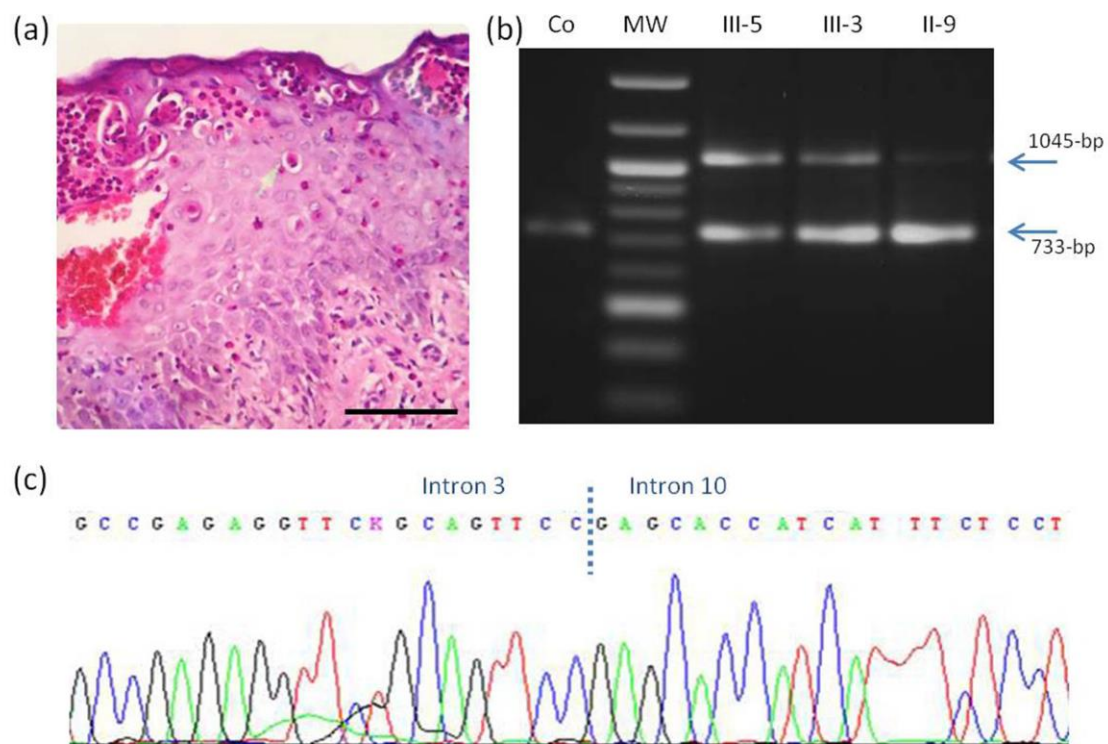 (a)
(b)
Co MW III-5 III-3 II-9
1045-bp
733-bp
(c)
Intron 3 Intron 10
G C C G A G A G G T T C K G C A G T T C C G A G C A C C A T C A T T T C T C C T